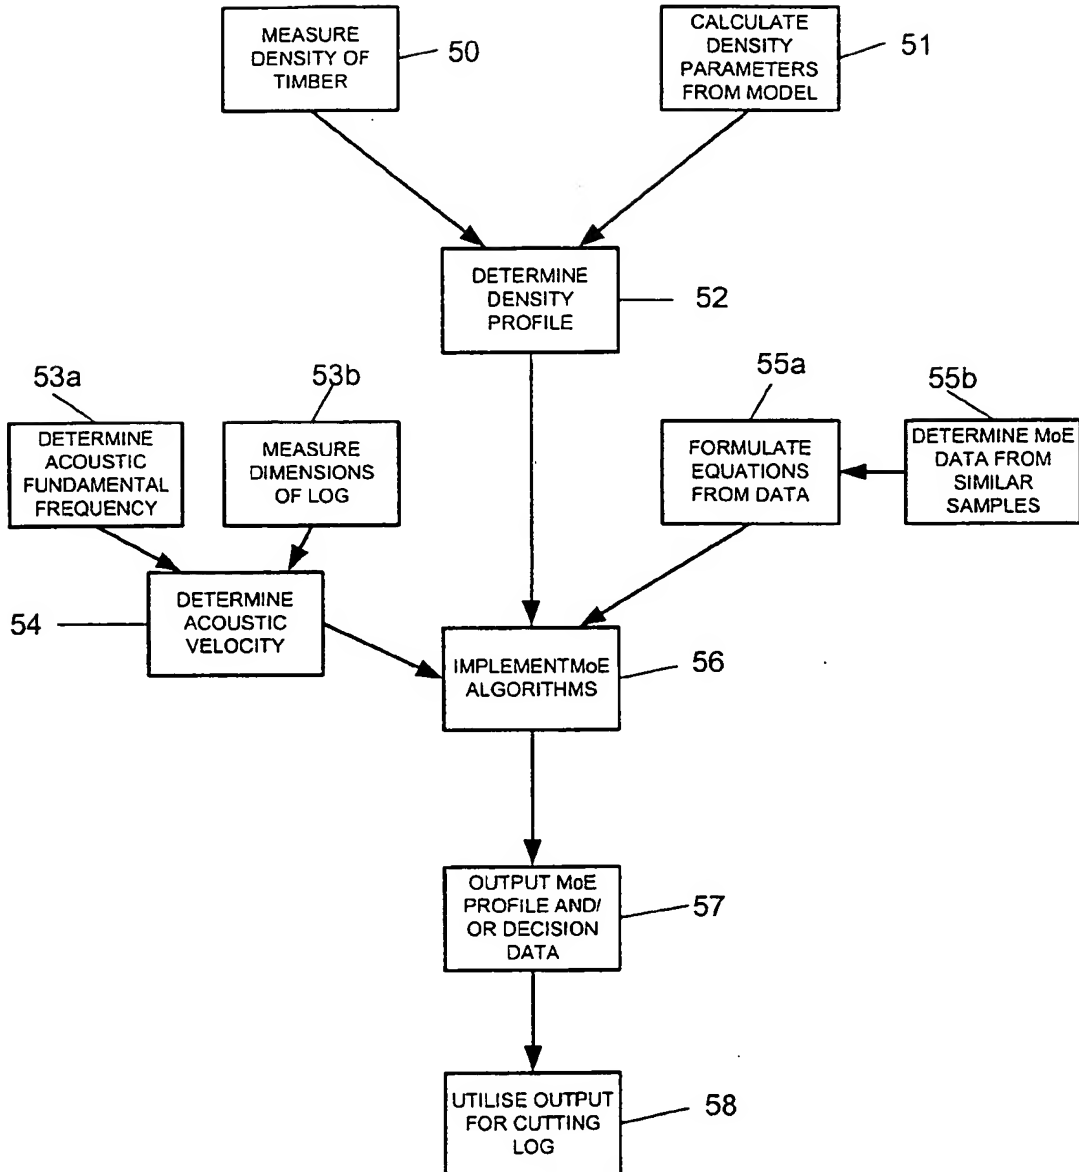 MEASURE
DENSITY OF
TIMBER
50
CALCULATE
DENSITY
PARAMETERS
FROM MODEL
51
DETERMINE
DENSITY
PROFILE
52
53a
DETERMINE
ACOUSTIC
FUNDAMENTAL
FREQUENCY
53b
MEASURE
DIMENSIONS
OF LOG
55a
FORMULATE
EQUATIONS
FROM DATA
55b
DETERMINE MoE
DATA FROM
SIMILAR
SAMPLES
54
DETERMINE
ACOUSTIC
VELOCITY
IMPLEMENTMoE
ALGORITHMS
56
OUTPUT MoE
PROFILE AND/
OR DECISION
DATA
57
UTILISE OUTPUT
FOR CUTTING
LOG
58